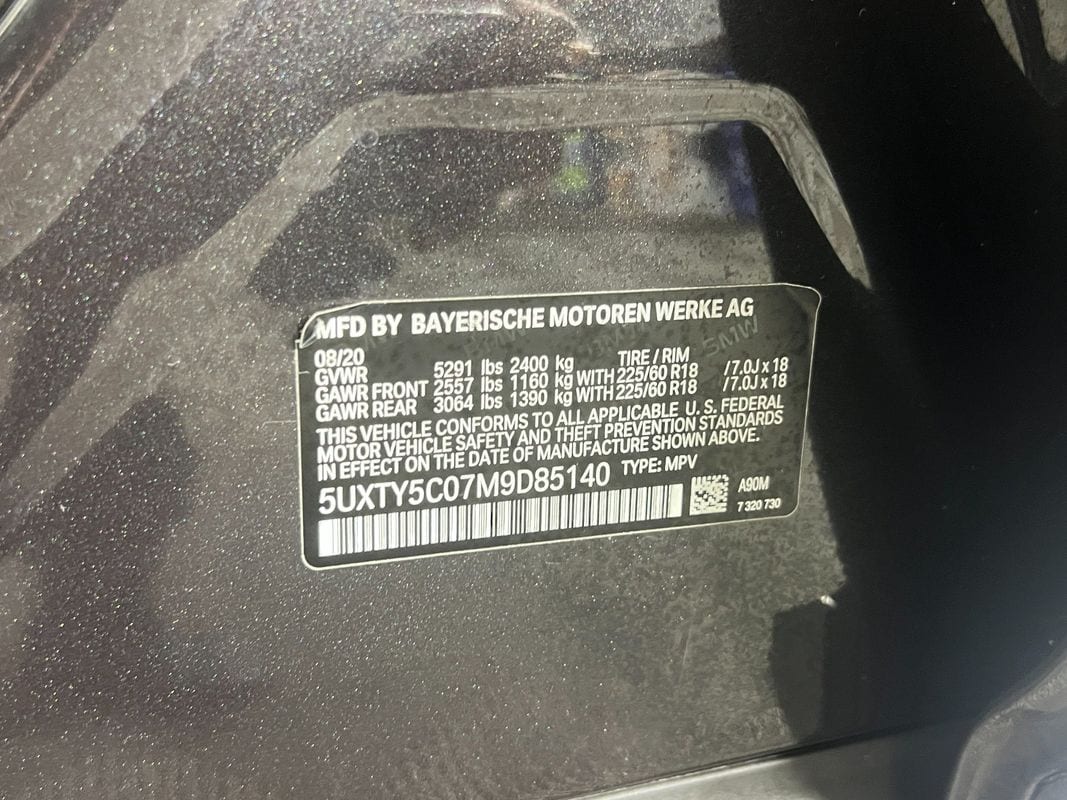 MFD BY BAYERISCHE MOTOREN WERKE AG
08/20 TIRE / RIM
GVWR 5291 lbs 2400 kg
GAWR FRONT 2557 lbs 1160 kg WITH 225/60 R18 /7.0J x 18
GAWR REAR 3064 lbs 1390 kg WITH 225/60 R18 /7.0J x 18
THIS VEHICLE CONFORMS TO ALL APPLICABLE U. S. FEDERAL
MOTOR VEHICLE SAFETY AND THEFT PREVENTION STANDARDS
IN EFFECT ON THE DATE OF MANUFACTURE SHOWN ABOVE.
5UXTY5C07M9D85140 TYPE: MPV
A90M
7 320 730